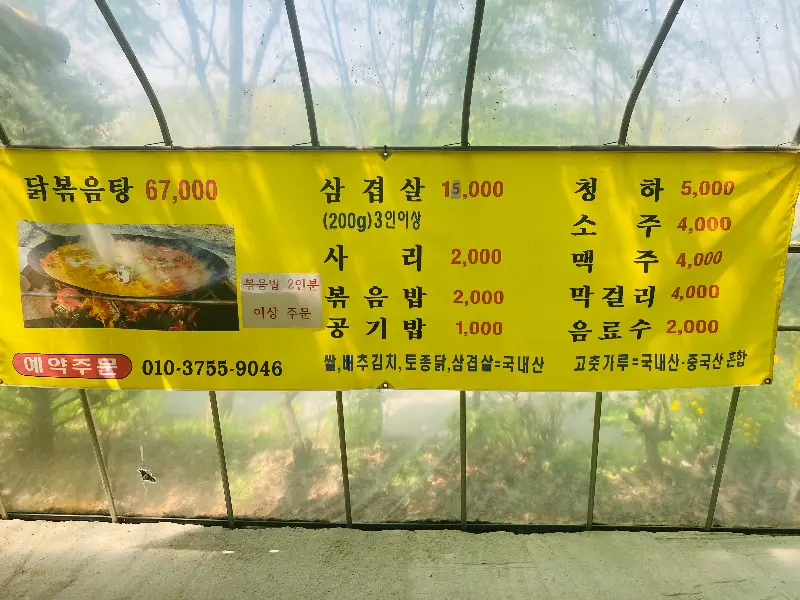 닭볶음탕 67,000
볶음밥 2인분
이상 주문
예약주문 010-3755-9046
삼겹살 15,000
(200g)3인이상
사리 2,000
볶음밥 2,000
공기밥 1,000
쌀,배추김치,토종닭,삼겹살=국내산
청하 5,000
소주 4,000
맥주 4,000
막걸리 4,000
음료수 2,000
고춧가루=국내산·중국산 혼합